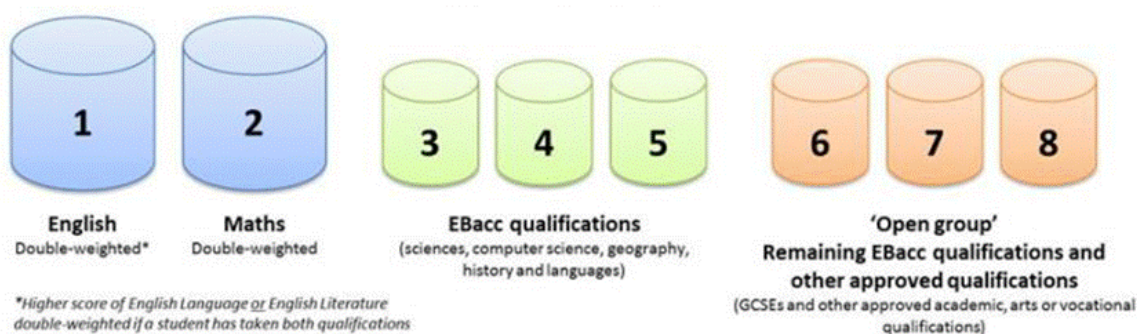 1
2
3
4
5
6
7
8
English
Double-weighted*
Maths
Double-weighted
EBacc qualifications
(sciences, computer science, geography,
history and languages)
‘Open group’
Remaining EBacc qualifications and
other approved qualifications
(GCSEs and other approved academic, arts or vocational
qualifications)
*Higher score of English Language or English Literature
double-weighted if a student has taken both qualifications